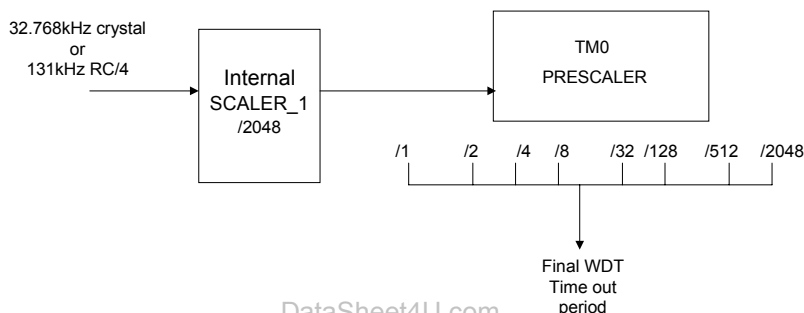 32.768kHz crystal
or
131kHz RC/4
Internal
SCALER_1
/2048
TM0
PRESCALER
/1 /2 /4 /8 /32 /128 /512 /2048
Final WDT
Time out
period
DataSheet4U.com